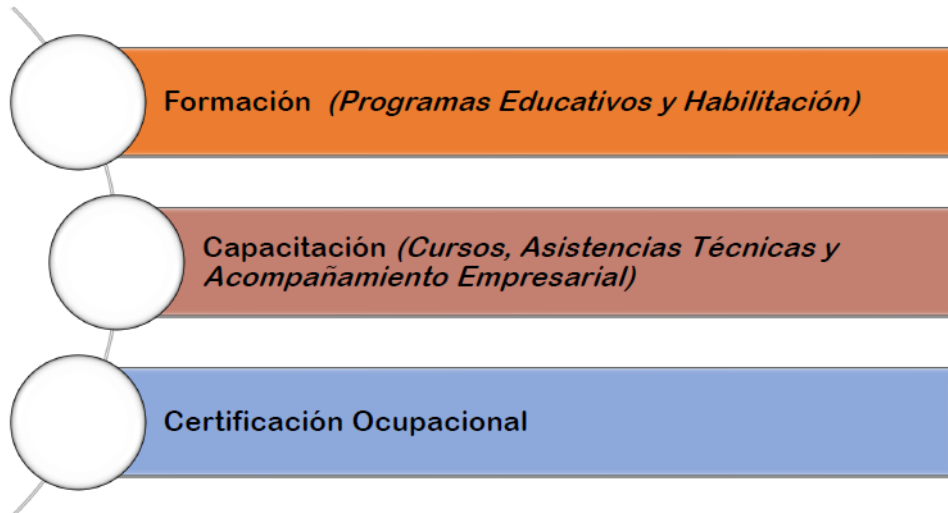 Formación (Programas Educativos y Habilitación)
Capacitación (Cursos, Asistencias Técnicas y
Acompañamiento Empresarial)
Certificación Ocupacional